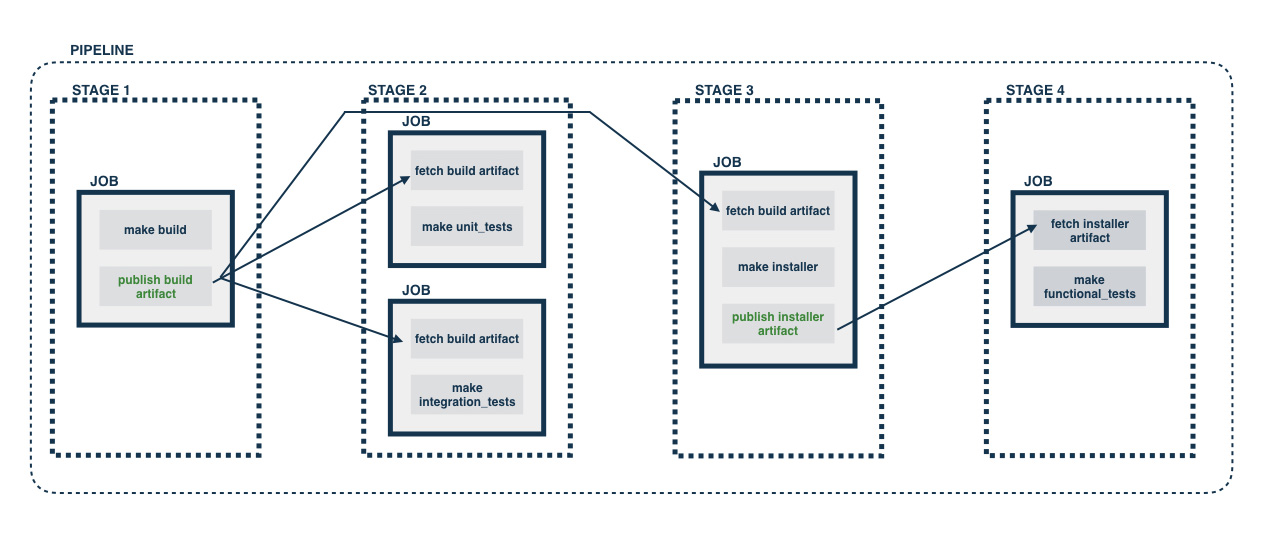 PIPELINE
STAGE 1
JOB
make build
publish build
artifact
STAGE 2
JOB
fetch build artifact
make unit_tests
JOB
fetch build artifact
make
integration_tests
STAGE 3
JOB
fetch build artifact
make installer
publish installer
artifact
STAGE 4
JOB
fetch installer
artifact
make
functional_tests